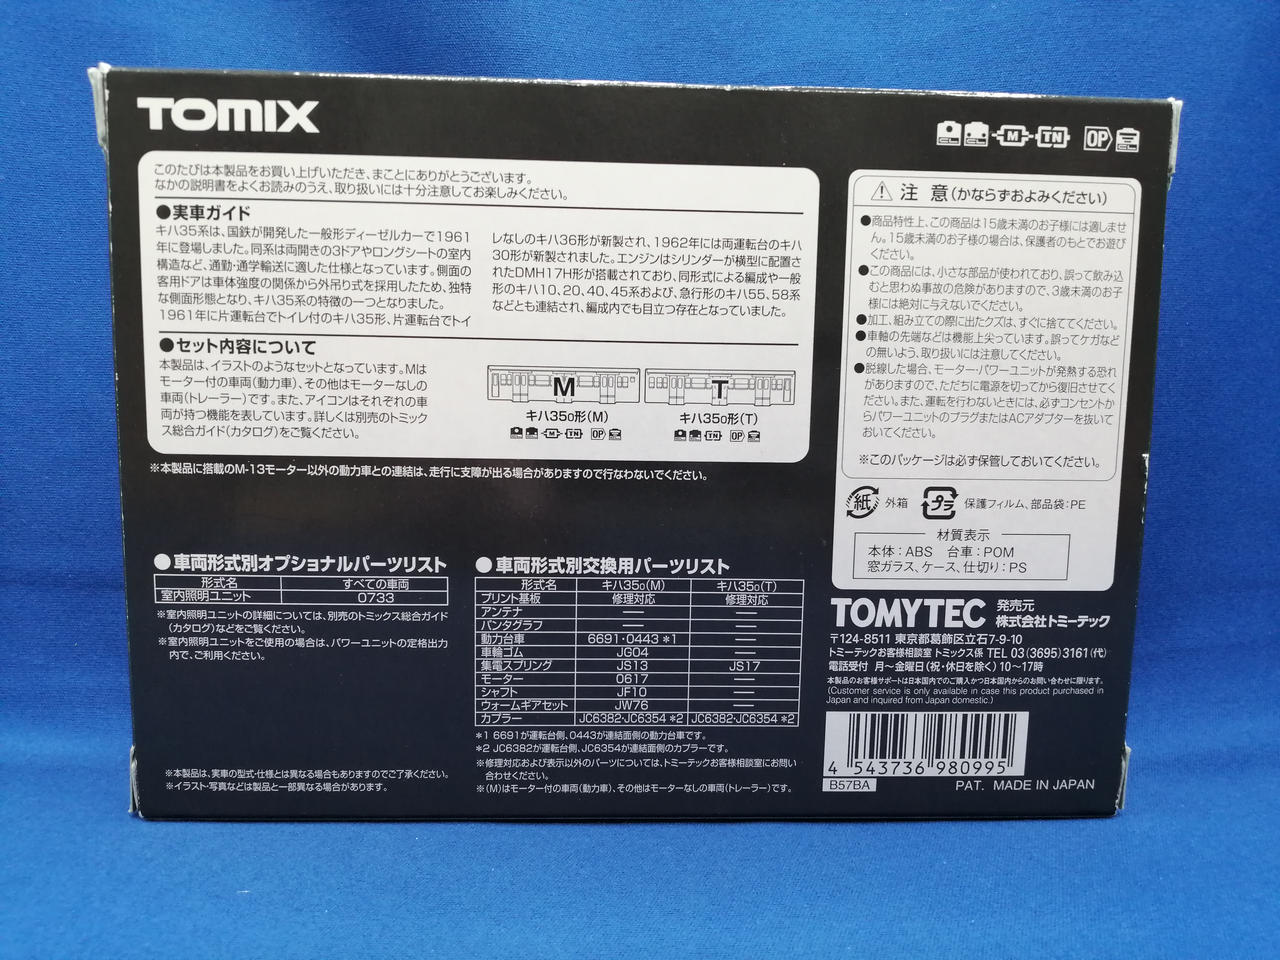 TOMIX
CL CL M TN OP CL
このたびは本製品をお買い上げいただき、まことにありがとうございます。
なかの説明書をよくお読みのうえ、取り扱いには十分注意してお楽しみください。
●実車ガイド
キハ35系は、国鉄が開発した一般形ディーゼルカーで1961
年に登場しました。同系は両開きの3ドアやロングシートの室内
構造など、通勤・通学輸送に適した仕様となっています。側面の
客用ドアは車体強度の関係から外吊り式を採用したため、独特
な側面形態となり、キハ35系の特徴の一つとなりました。
1961年に片運転台でトイレ付のキハ35形、片運転台でトイ
レなしのキハ36形が新製され、1962年には両運転台のキハ
30形が新製されました。エンジンはシリンダーが横型に配置さ
れたDMH17H形が搭載されており、同形式による編成や一般
形のキハ10、20、40、45系および、急行形のキハ55、58系
などとも連結され、編成内でも目立つ存在となっていました。
●セット内容について
本製品は、イラストのようなセットとなっています。Mは
モーター付の車両(動力車)、その他はモーターなしの
車両(トレーラー)です。また、アイコンはそれぞれの車
両が持つ機能を表しています。詳しくは別売のトミック
ス総合ガイド(カタログ)をご覧ください。
M T
キハ35₀形(M) キハ35₀形(T)
M TN OP TN OP
※本製品に搭載のM-13モーター以外の動力車との連結は、走行に支障が出る場合がありますので行なわないでください。
●車両形式別オプショナルパーツリスト
形式名 すべての車両
室内照明ユニット 0733
※室内照明ユニットの詳細については、別売のトミックス総合ガイド
(カタログ)などをご覧ください。
※室内照明ユニットをご使用の場合は、パワーユニットの定格出力
内で、ご利用ください。
※本製品は、実車の型式・仕様とは異なる場合もありますのでご了承ください。
※イラスト・写真などは製品と一部異なる場合があります。
●車両形式別交換用パーツリスト
形式名 キハ35₀(M) キハ35₀(T)
プリント基板 修理対応 修理対応
アンテナ ── ──
パンタグラフ ── ──
動力台車 6691・0443 *1 ──
車輪ゴム JG04 ──
集電スプリング JS13 JS17
モーター 0617 ──
シャフト JF10 ──
ウォームギアセット JW76 ──
カプラー JC6382・JC6354 *2 JC6382・JC6354 *2
*1 6691が運転台側、0443が連結面側の動力台車です。
*2 JC6382が運転台側、JC6354が連結面側のカプラーです。
※修理対応および表示以外のパーツについては、トミーテックお客様相談室にお問い
合わせください。
※(M)はモーター付の車両(動力車)、その他はモーターなしの車両(トレーラー)です。
⚠注 意(かならずおよみください)
●商品特性上、この商品は15歳未満のお子様には適しませ
ん。15歳未満のお子様の場合は、保護者のもとでお遊び
ください。
●この商品には、小さな部品が使われており、誤って飲み込
むと思わぬ事故の危険がありますので、3歳未満のお子
様には絶対に与えないでください。
●加工、組み立ての際に出たクズは、すぐに捨ててください。
●車軸の先端などは機能上尖っています。誤ってケガなど
の無いよう、取り扱いには注意してください。
●脱線した場合、モーター・パワーユニットが発熱する恐れ
がありますので、ただちに電源を切ってから復旧させてく
ださい。また、運転を行わないときには、必ずコンセントか
らパワーユニットのプラグまたはACアダプターを抜いて
おいてください。
※このパッケージは必ず保管しておいてください。
紙 外箱 プラ 保護フィルム、部品袋:PE
材質表示
本体:ABS 台車:POM
窓ガラス、ケース、仕切り:PS
TOMYTEC 発売元
株式会社トミーテック
〒124-8511 東京都葛飾区立石7-9-10
トミーテックお客様相談室 トミックス係 TEL 03(3695)3161(代)
電話受付 月～金曜日(祝・休日を除く)10～17時
本製品のお客様サポートは日本国内でのご購入かつ日本国内からのお問い合わせに限ります。
(Customer service is only available in case this product purchased in
Japan and inquired from Japan domestic.)
4 543736 980995
B57BA PAT. MADE IN JAPAN